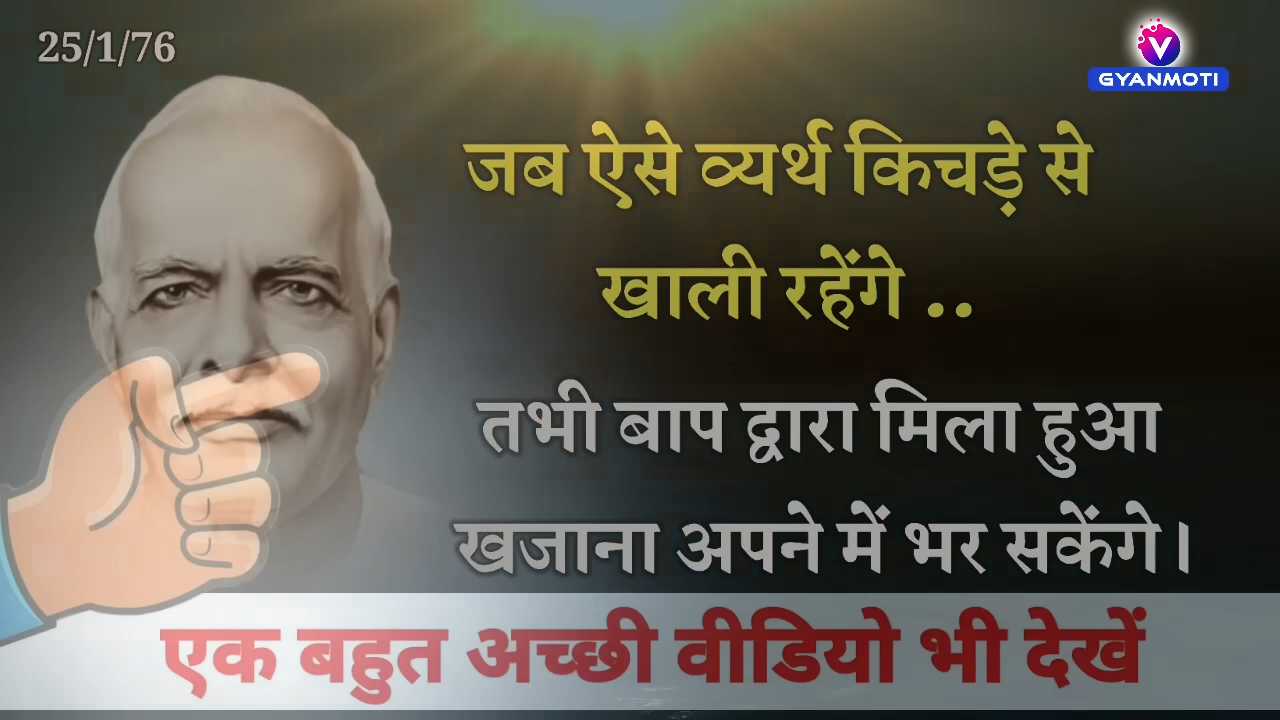 25/1/76
V
GYANMOTI
जब ऐसे व्यर्थ किचड़े से
खाली रहेंगे ..
तभी बाप द्वारा मिला हुआ
खजाना अपने में भर सकेंगे।
एक बहुत अच्छी वीडियो भी देखें